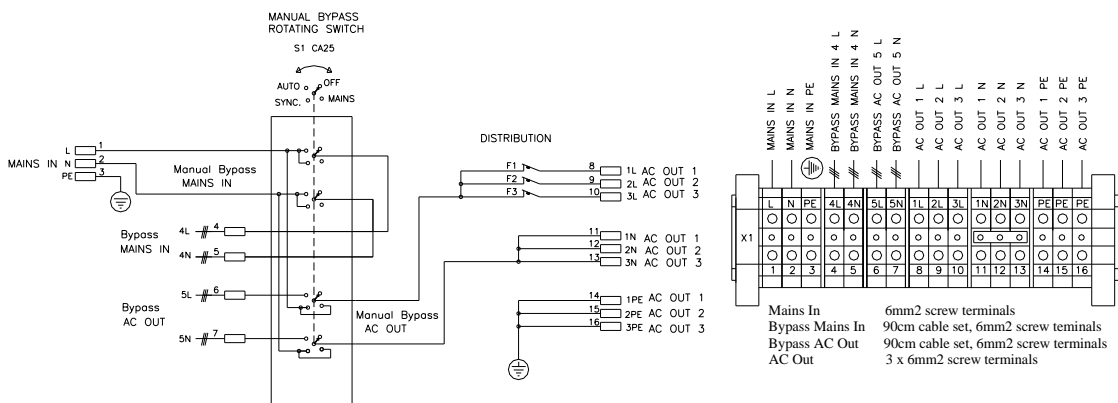 MANUAL BYPASS
ROTATING SWITCH
S1 CA25
AUTO OFF
SYNC. MAINS
MAINS IN
L 1
N 2
PE 3
Manual Bypass
MAINS IN
Bypass
MAINS IN
4L 4
4N 5
Bypass
AC OUT
5L 6
5N 7
Manual Bypass
AC OUT
DISTRIBUTION
F1 8 1L AC OUT 1
F2 9 2L AC OUT 2
F3 10 3L AC OUT 3
11 1N AC OUT 1
12 2N AC OUT 2
13 3N AC OUT 3
14 1PE AC OUT 1
15 2PE AC OUT 2
16 3PE AC OUT 3
MAINS IN L
MAINS IN N
MAINS IN PE
BYPASS MAINS IN 4 L
BYPASS MAINS IN 4 N
BYPASS AC OUT 5 L
BYPASS AC OUT 5 N
AC OUT 1 L
AC OUT 2 L
AC OUT 3 L
AC OUT 1 N
AC OUT 2 N
AC OUT 3 N
AC OUT 1 PE
AC OUT 2 PE
AC OUT 3 PE
L N PE 4L 4N 5L 5N 1L 2L 3L 1N 2N 3N PE PE PE
X1
1 2 3 4 5 6 7 8 9 10 11 12 13 14 15 16
Mains In 6mm2 screw terminals
Bypass Mains In 90cm cable set, 6mm2 screw teminals
Bypass AC Out 90cm cable set, 6mm2 screw terminals
AC Out 3 x 6mm2 screw terminals